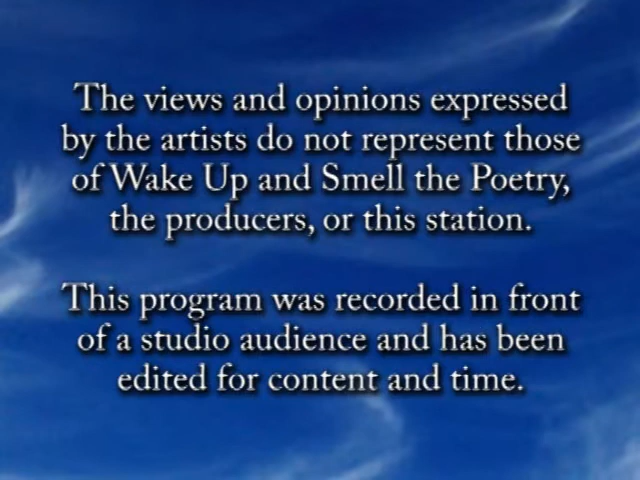 The views and opinions expressed
by the artists do not represent those
of Wake Up and Smell the Poetry,
the producers, or this station.
This program was recorded in front
of a studio audience and has been
edited for content and time.